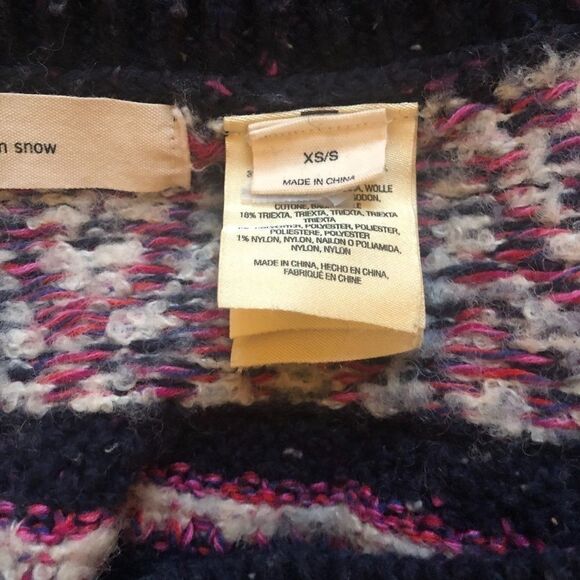 n snow
XS/S
MADE IN CHINA
WOLLE
COTONE,
18% TRIEXTA, TRIEXTA, TRIEXTA, TRIEXTA
TRIEXTA
POLYESTER, POLYESTER,
POLIESTERE, POLYESTER
1% NYLON, NYLON, NAILON O POLIAMIDA,
NYLON, NYLON
MADE IN CHINA, HECHO EN CHINA,
FABRIQUÉ EN CHINE